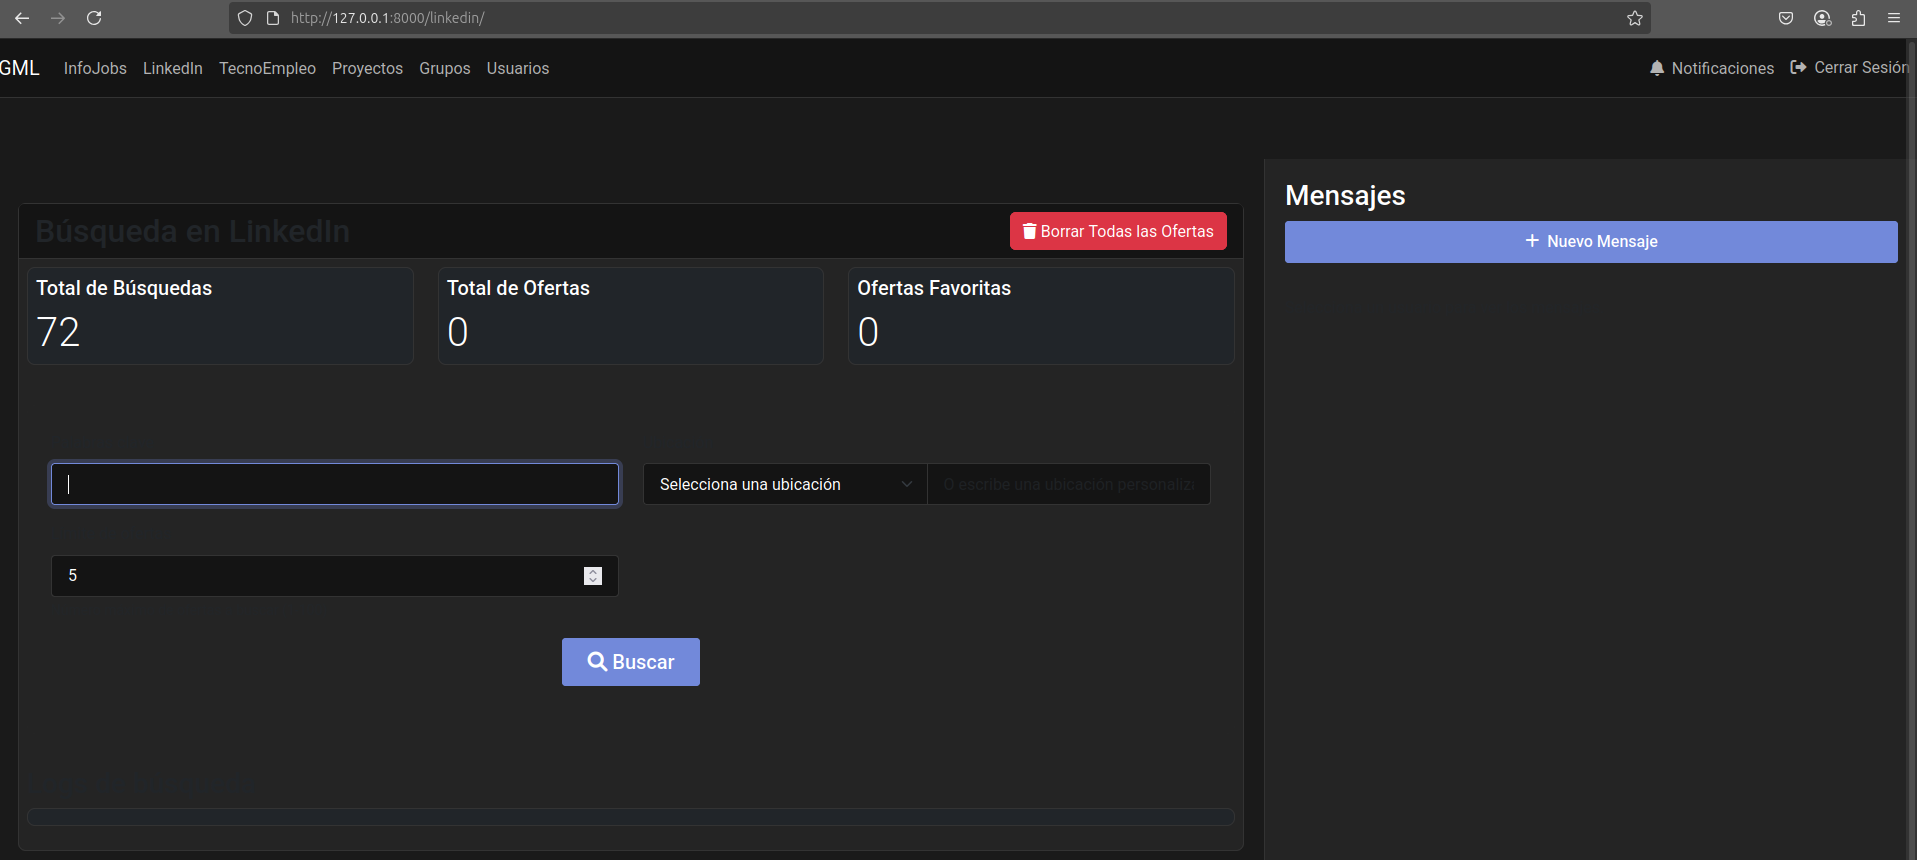 http://127.0.0.1:8000/linkedin/
GML InfoJobs LinkedIn TecnoEmpleo Proyectos Grupos Usuarios Notificaciones Cerrar Sesión
Búsqueda en LinkedIn
Borrar Todas las Ofertas
Total de Búsquedas
72
Total de Ofertas
0
Ofertas Favoritas
0
Selecciona una ubicación
O escribe una ubicación
5
Buscar
Mensajes
+ Nuevo Mensaje